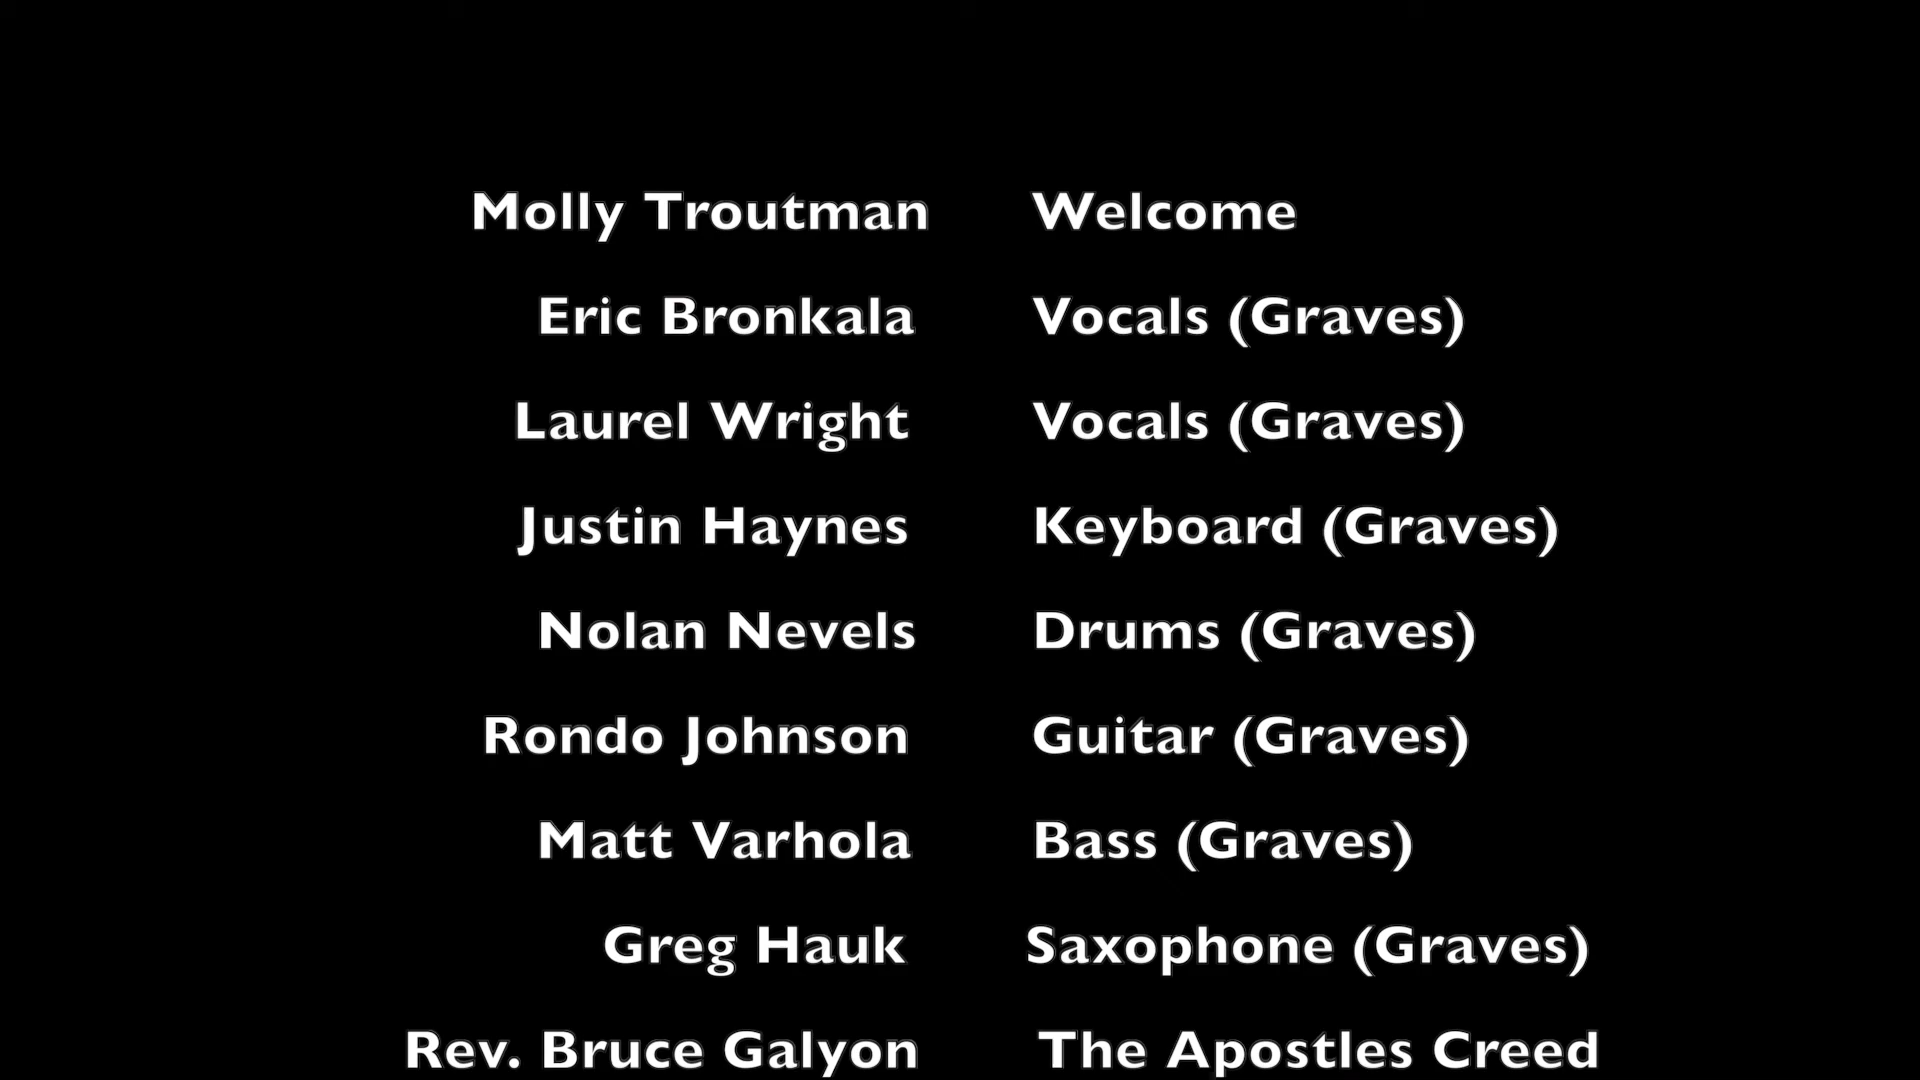 Molly Troutman Welcome
Eric Bronkala Vocals (Graves)
Laurel Wright Vocals (Graves)
Justin Haynes Keyboard (Graves)
Nolan Nevels Drums (Graves)
Rondo Johnson Guitar (Graves)
Matt Varhola Bass (Graves)
Greg Hauk Saxophone (Graves)
Rev. Bruce Galyon The Apostles Creed